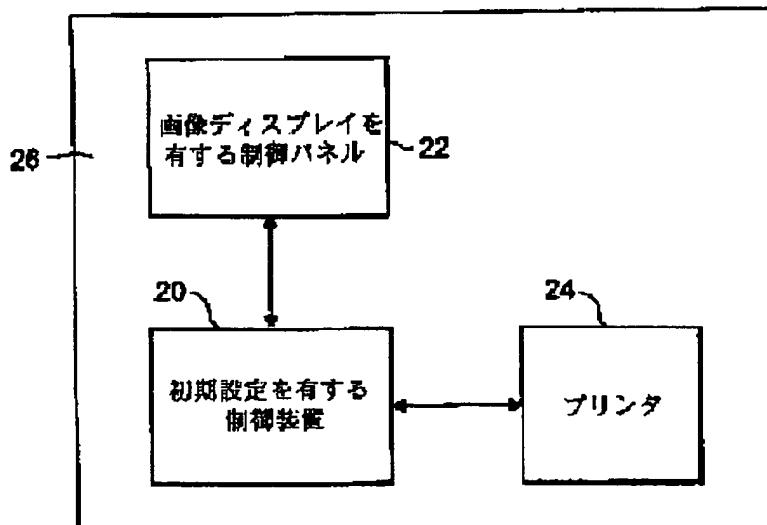 画像ディスプレイを
有する制御パネル
22
26
20
24
初期設定を有する
制御装置
プリンタ